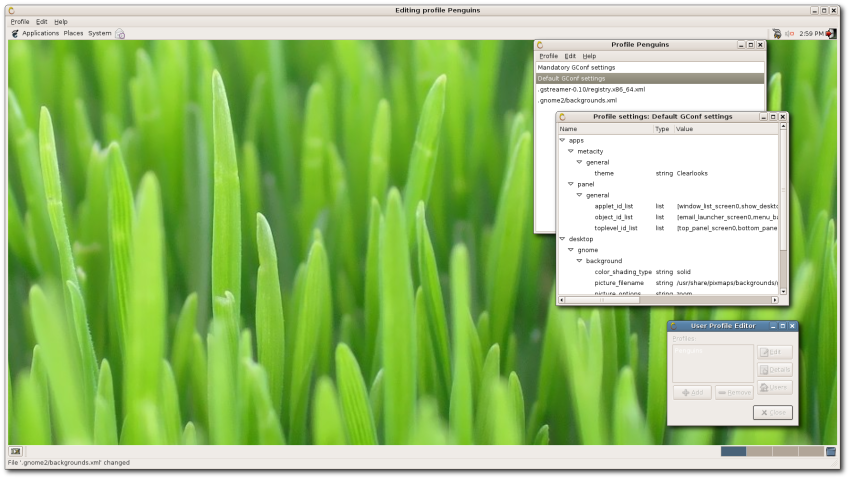 Editing profile Penguins
Profile Edit Help
Applications Places System
2:59 PM
Profile Penguins
Profile Edit Help
Mandatory GConf settings
Default GConf settings
.gstreamer-0.10/registry.x86_64.xml
.gnome2/backgrounds.xml
Profile settings: Default GConf settings
Name Type Value
apps
metacity
general
theme string Clearlooks
panel
general
applet_id_list list [window_list_screen0,show_deskto
object_id_list list [email_launcher_screen0,menu_ba
toplevel_id_list list [top_panel_screen0,bottom_pane
desktop
gnome
background
color_shading_type string solid
picture_filename string /usr/share/pixmaps/backgrounds/
picture_options string zoom
User Profile Editor
Profiles:
Penguins
Edit
Details
Users
Add Remove
Close
File '.gnome2/backgrounds.xml' changed